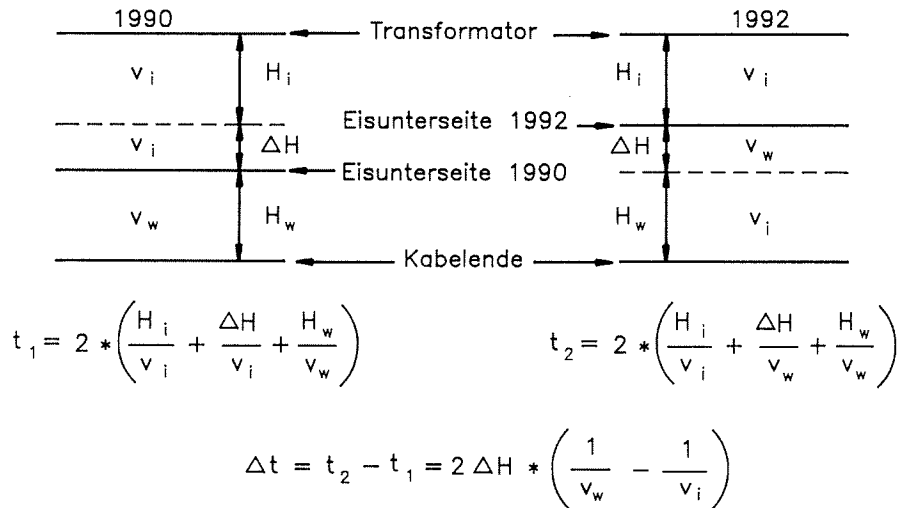 1990 Transformator 1992
v_i H_i H_i v_i
Eisunterseite 1992
v_i ΔH ΔH v_w
Eisunterseite 1990
v_w H_w H_w v_i
Kabelende
t_1 = 2 * (H_i/v_i + ΔH/v_i + H_w/v_w) t_2 = 2 * (H_i/v_i + ΔH/v_w + H_w/v_w)
Δt = t_2 - t_1 = 2 ΔH * (1/v_w - 1/v_i)